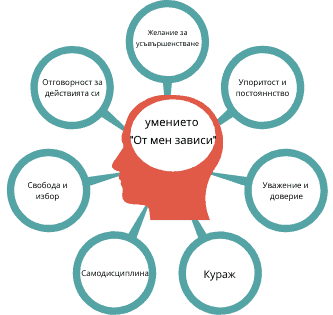 Желание за
усъвършенстване
Отговорност за
действията си
Упоритост и
постоянство
умението
"От мен зависи"
Свобода и
избор
Уважение и
доверие
Самодисциплина
Кураж